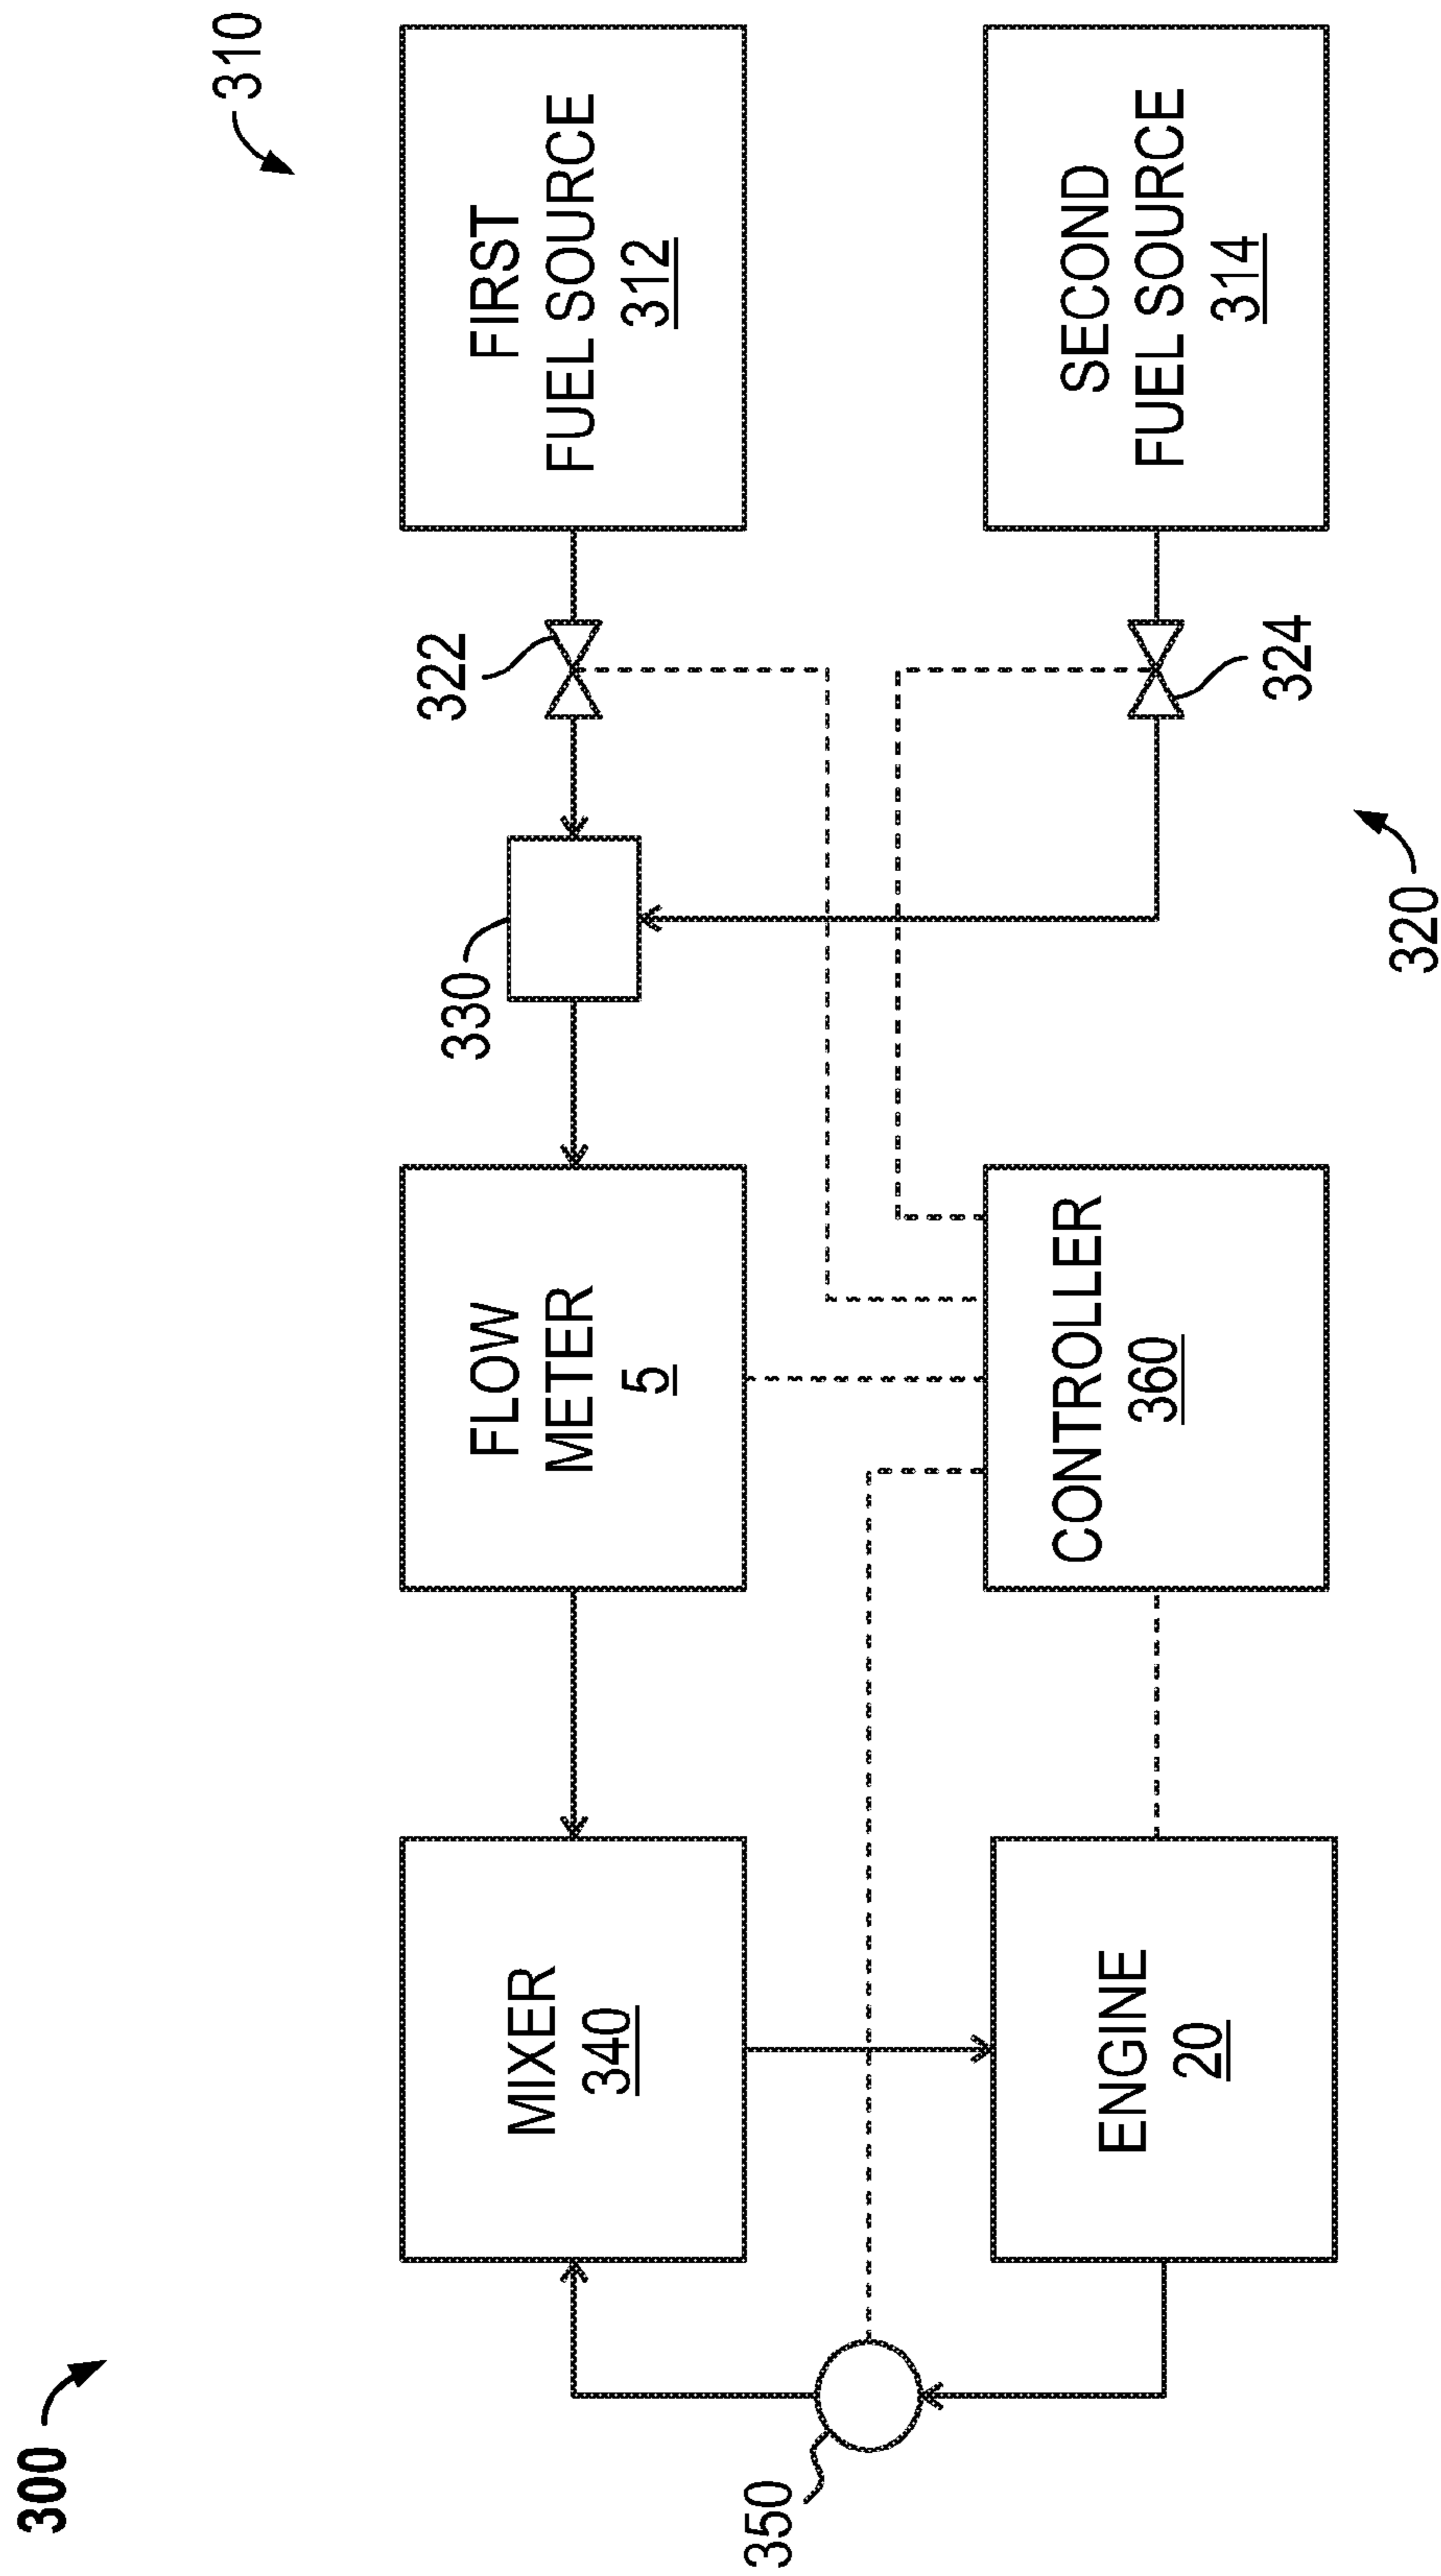 300
310
MIXER
340
FLOW
METER
5
FIRST
FUEL SOURCE
312
322
330
350
ENGINE
20
CONTROLLER
360
SECOND
FUEL SOURCE
314
324
320